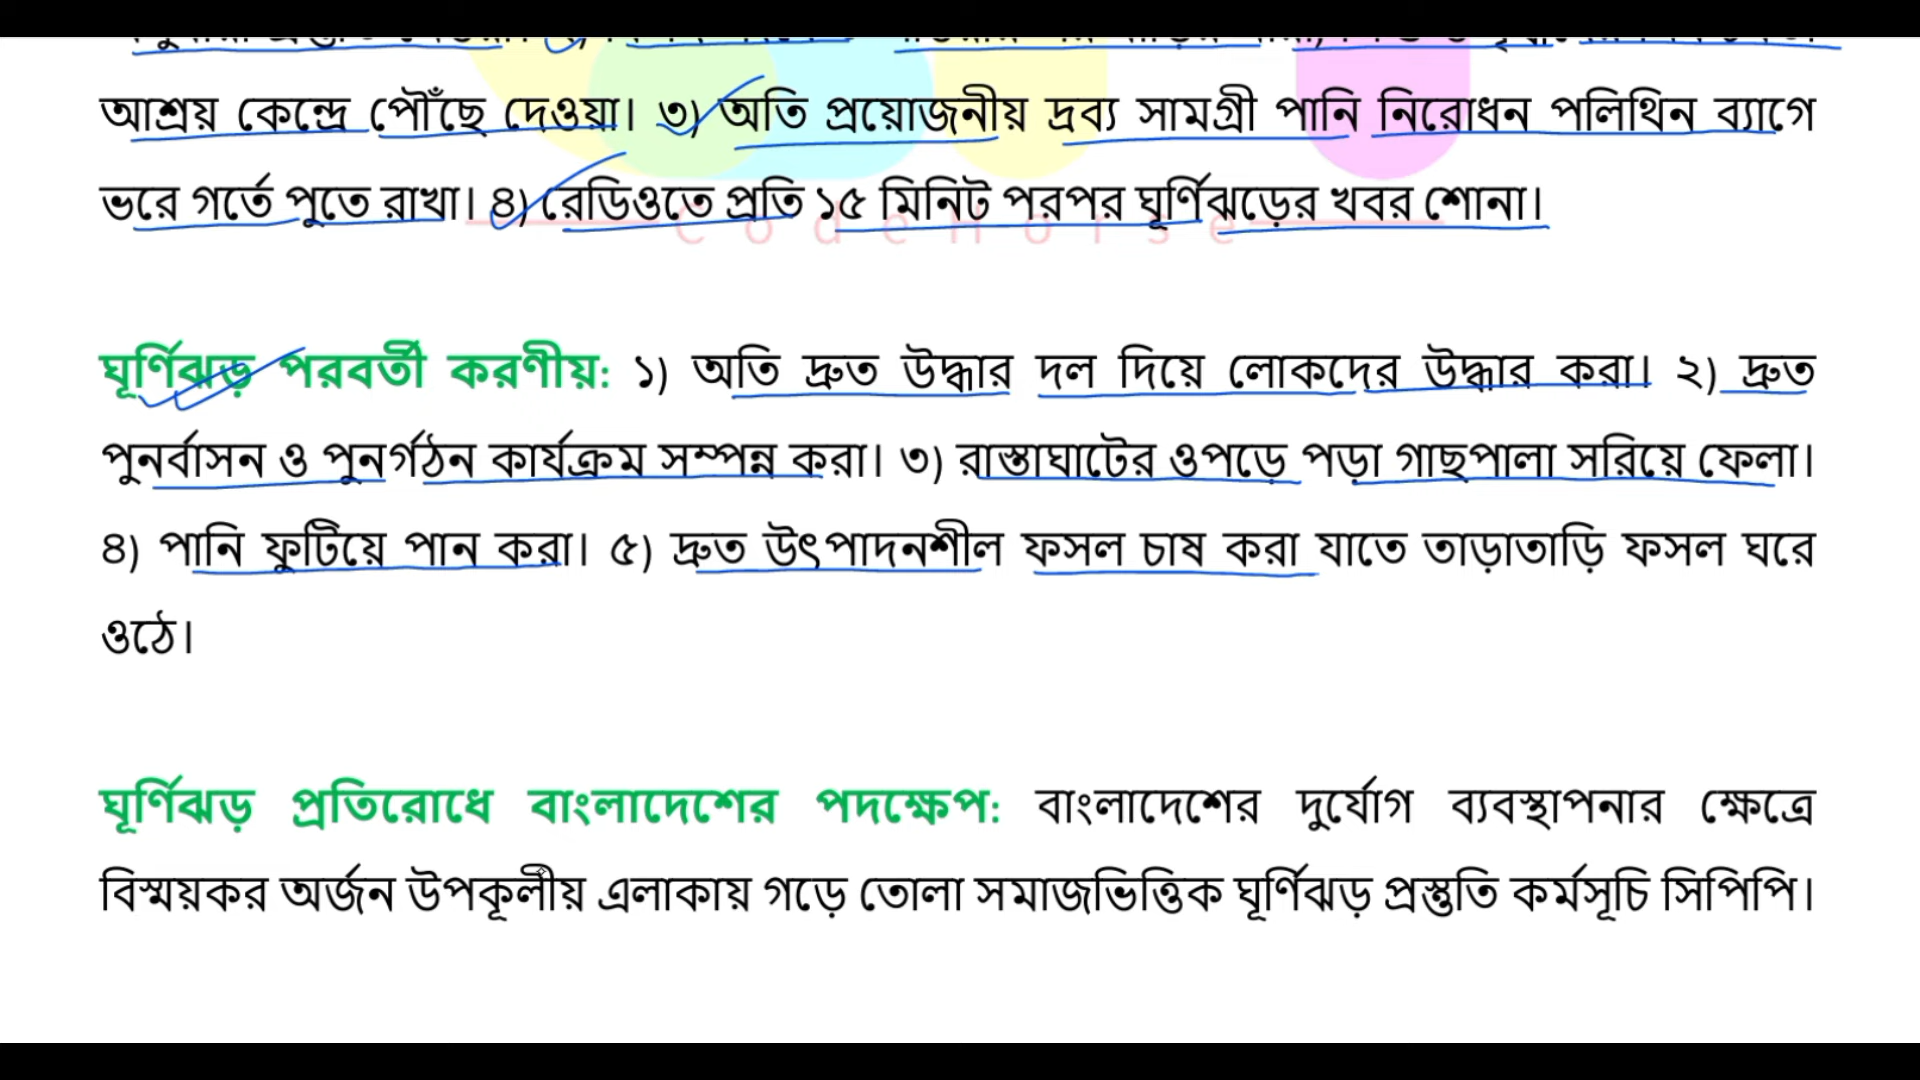 আশ্রয় কেন্দ্রে পৌঁছে দেওয়া। ৩) অতি প্রয়োজনীয় দ্রব্য সামগ্রী পানি নিরোধন পলিথিন ব্যাগে
ভরে গর্তে পুতে রাখা। ৪) রেডিওতে প্রতি ১৫ মিনিট পরপর ঘূর্ণিঝড়ের খবর শোনা।
CodeHorse
ঘূর্ণিঝড় পরবর্তী করণীয়: ১) অতি দ্রুত উদ্ধার দল দিয়ে লোকদের উদ্ধার করা। ২) দ্রুত
পুনর্বাসন ও পুনর্গঠন কার্যক্রম সম্পন্ন করা। ৩) রাস্তাঘাটের ওপড়ে পড়া গাছপালা সরিয়ে ফেলা।
৪) পানি ফুটিয়ে পান করা। ৫) দ্রুত উৎপাদনশীল ফসল চাষ করা যাতে তাড়াতাড়ি ফসল ঘরে
ওঠে।
ঘূর্ণিঝড় প্রতিরোধে বাংলাদেশের পদক্ষেপ: বাংলাদেশের দুর্যোগ ব্যবস্থাপনার ক্ষেত্রে
বিস্ময়কর অর্জন উপকূলীয় এলাকায় গড়ে তোলা সমাজভিত্তিক ঘূর্ণিঝড় প্রস্তুতি কর্মসূচি সিপিপি।